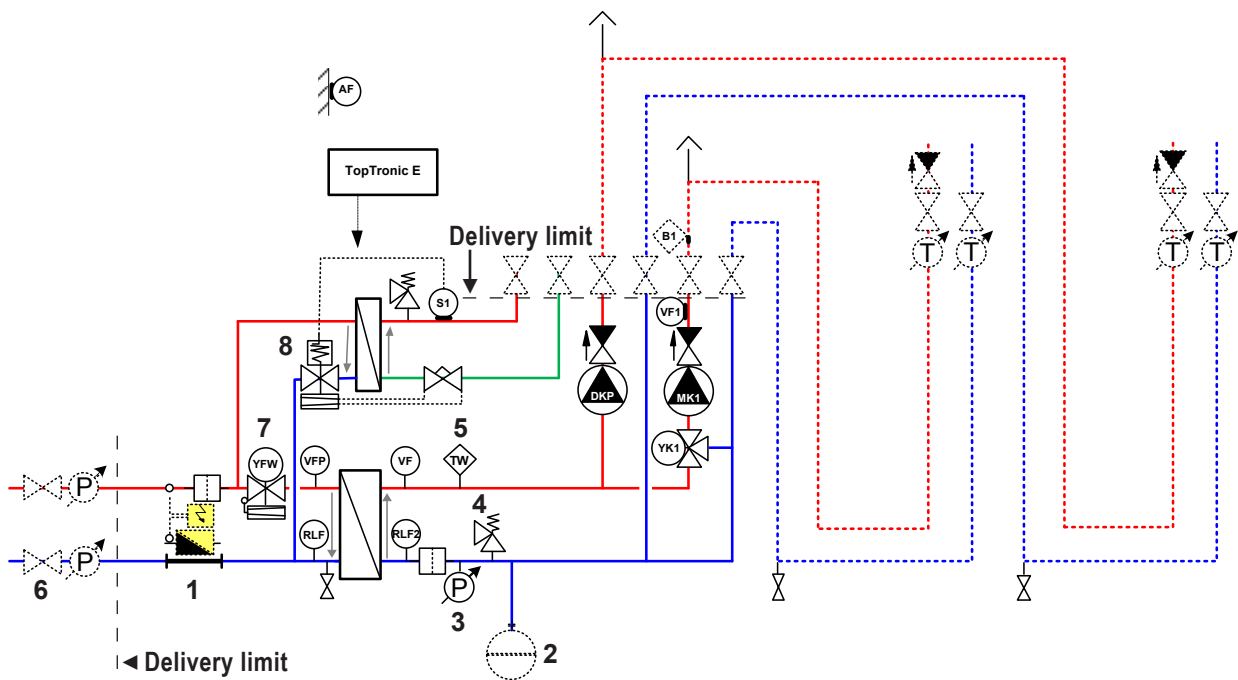 AF
TopTronic E
Delivery limit
B1
T
T
T
T
S1
VF1
8
DKP
MK1
7
5
YK1
YFW
VFP
VF
TW
P
4
RLF
RLF2
P
6
1
P
3
2
Delivery limit